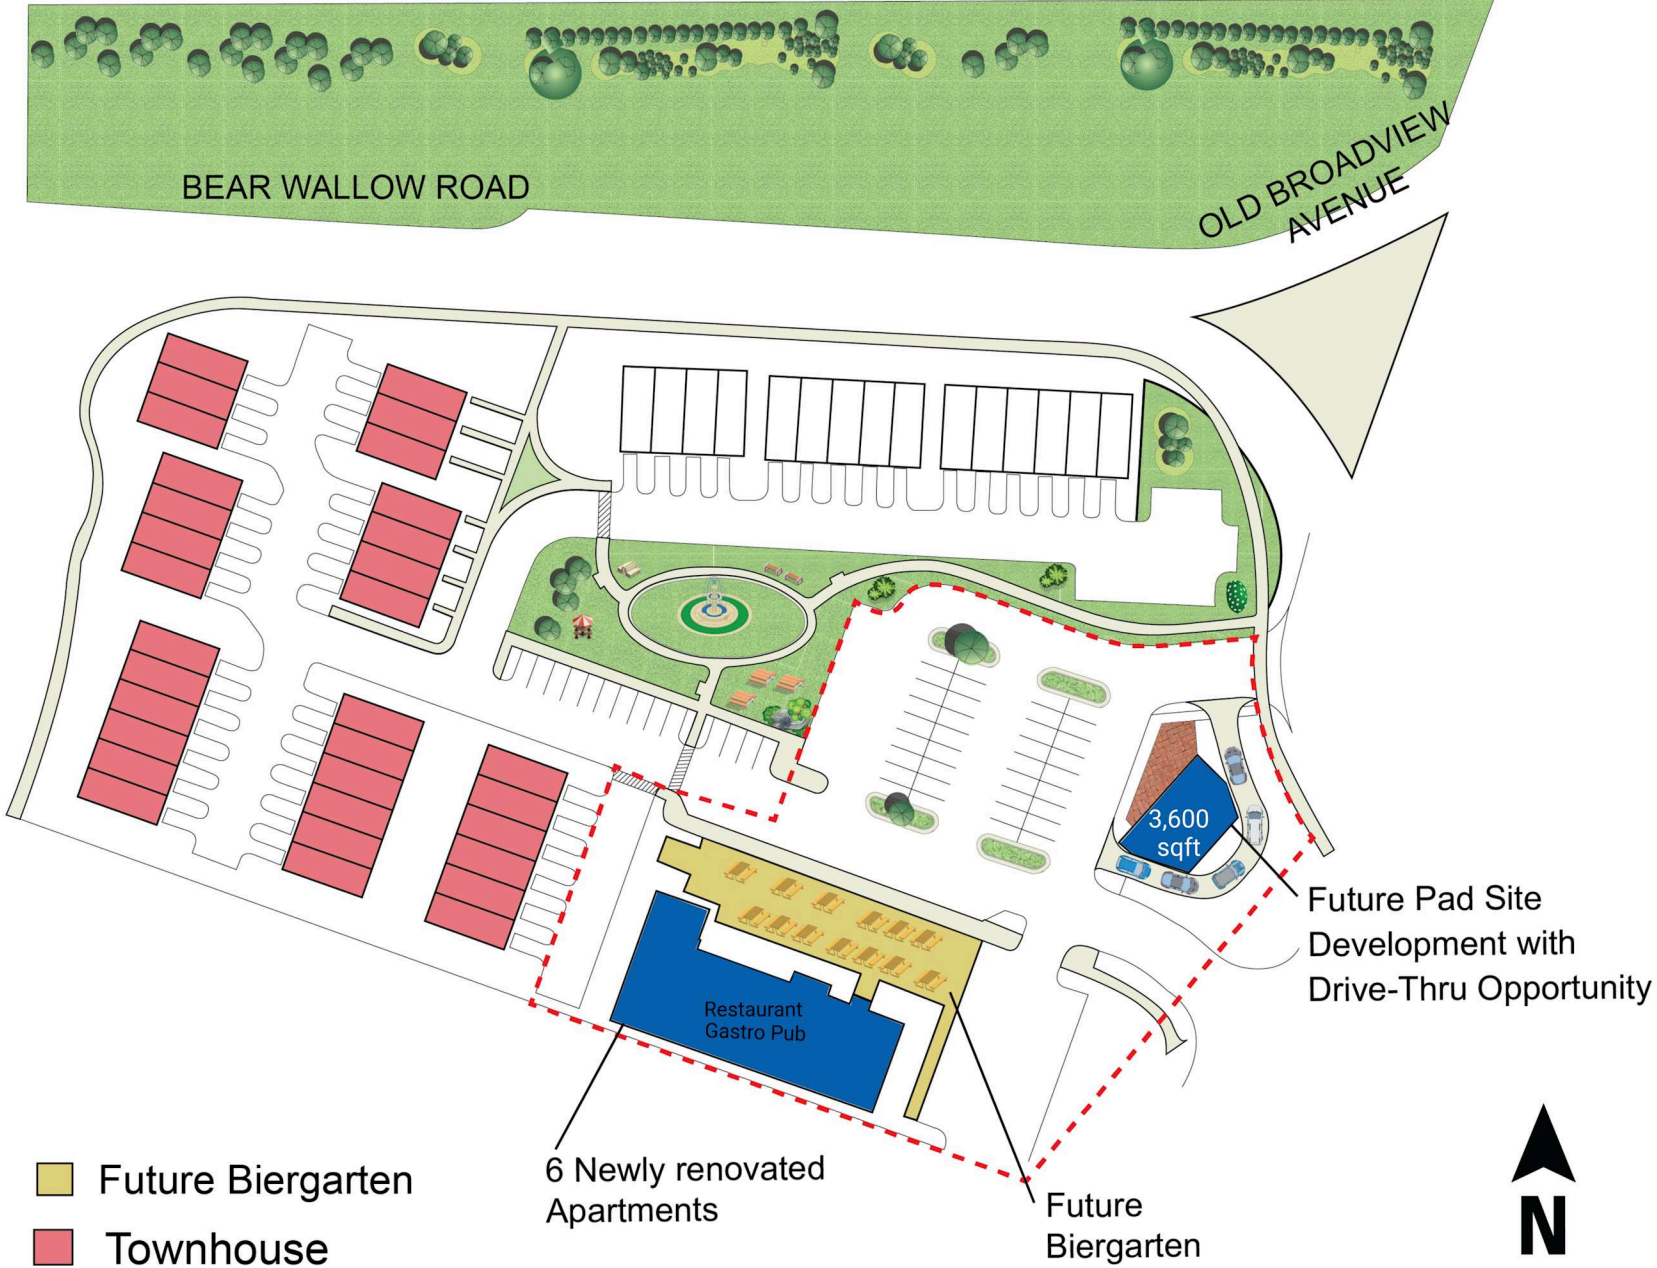 BEAR WALLOW ROAD
OLD BROADVIEW
AVENUE
3,600
sqft
Future Pad Site
Development with
Drive-Thru Opportunity
Restaurant
Gastro Pub
6 Newly renovated
Apartments
Future
Biergarten
Future Biergarten
Townhouse
N